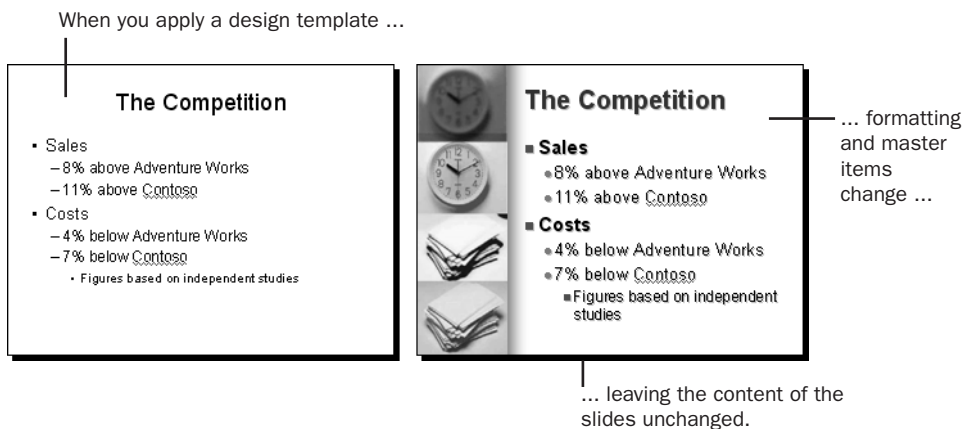 When you apply a design template ...
The Competition
▪ Sales
–8% above Adventure Works
–11% above Contoso
▪ Costs
–4% below Adventure Works
–7% below Contoso
▪ Figures based on independent studies
The Competition
■ Sales
●8% above Adventure Works
●11% above Contoso
■ Costs
●4% below Adventure Works
●7% below Contoso
■Figures based on independent
studies
... formatting
and master
items
change ...
... leaving the content of the
slides unchanged.